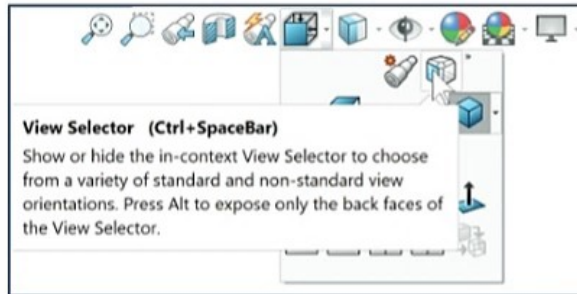 View Selector (Ctrl+SpaceBar)
Show or hide the in-context View Selector to choose
from a variety of standard and non-standard view
orientations. Press Alt to expose only the back faces of
the View Selector.